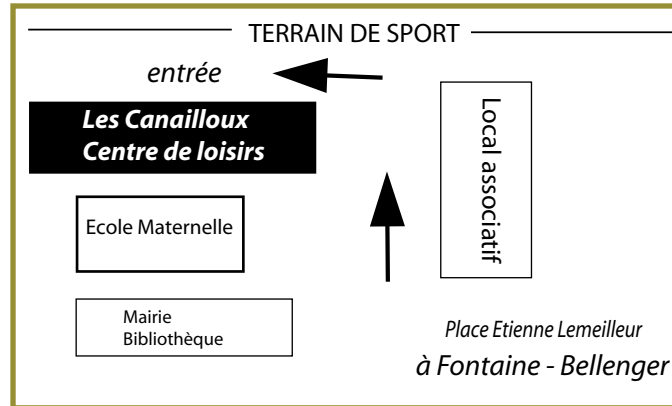 TERRAIN DE SPORT
entrée
Les Canailloux
Centre de loisirs
Local associatif
Ecole Maternelle
Mairie
Bibliothèque
Place Etienne Lemeilleur
à Fontaine - Bellenger